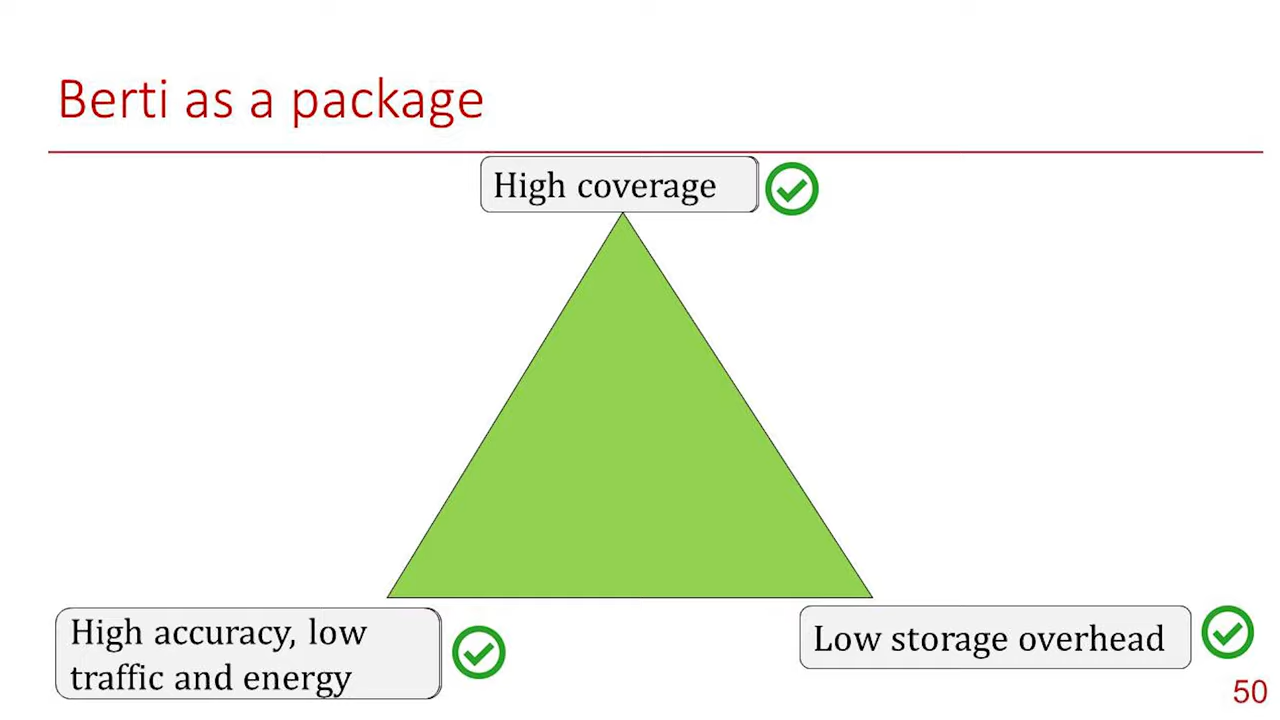 Berti as a package
High coverage
High accuracy, low
traffic and energy
Low storage overhead
50